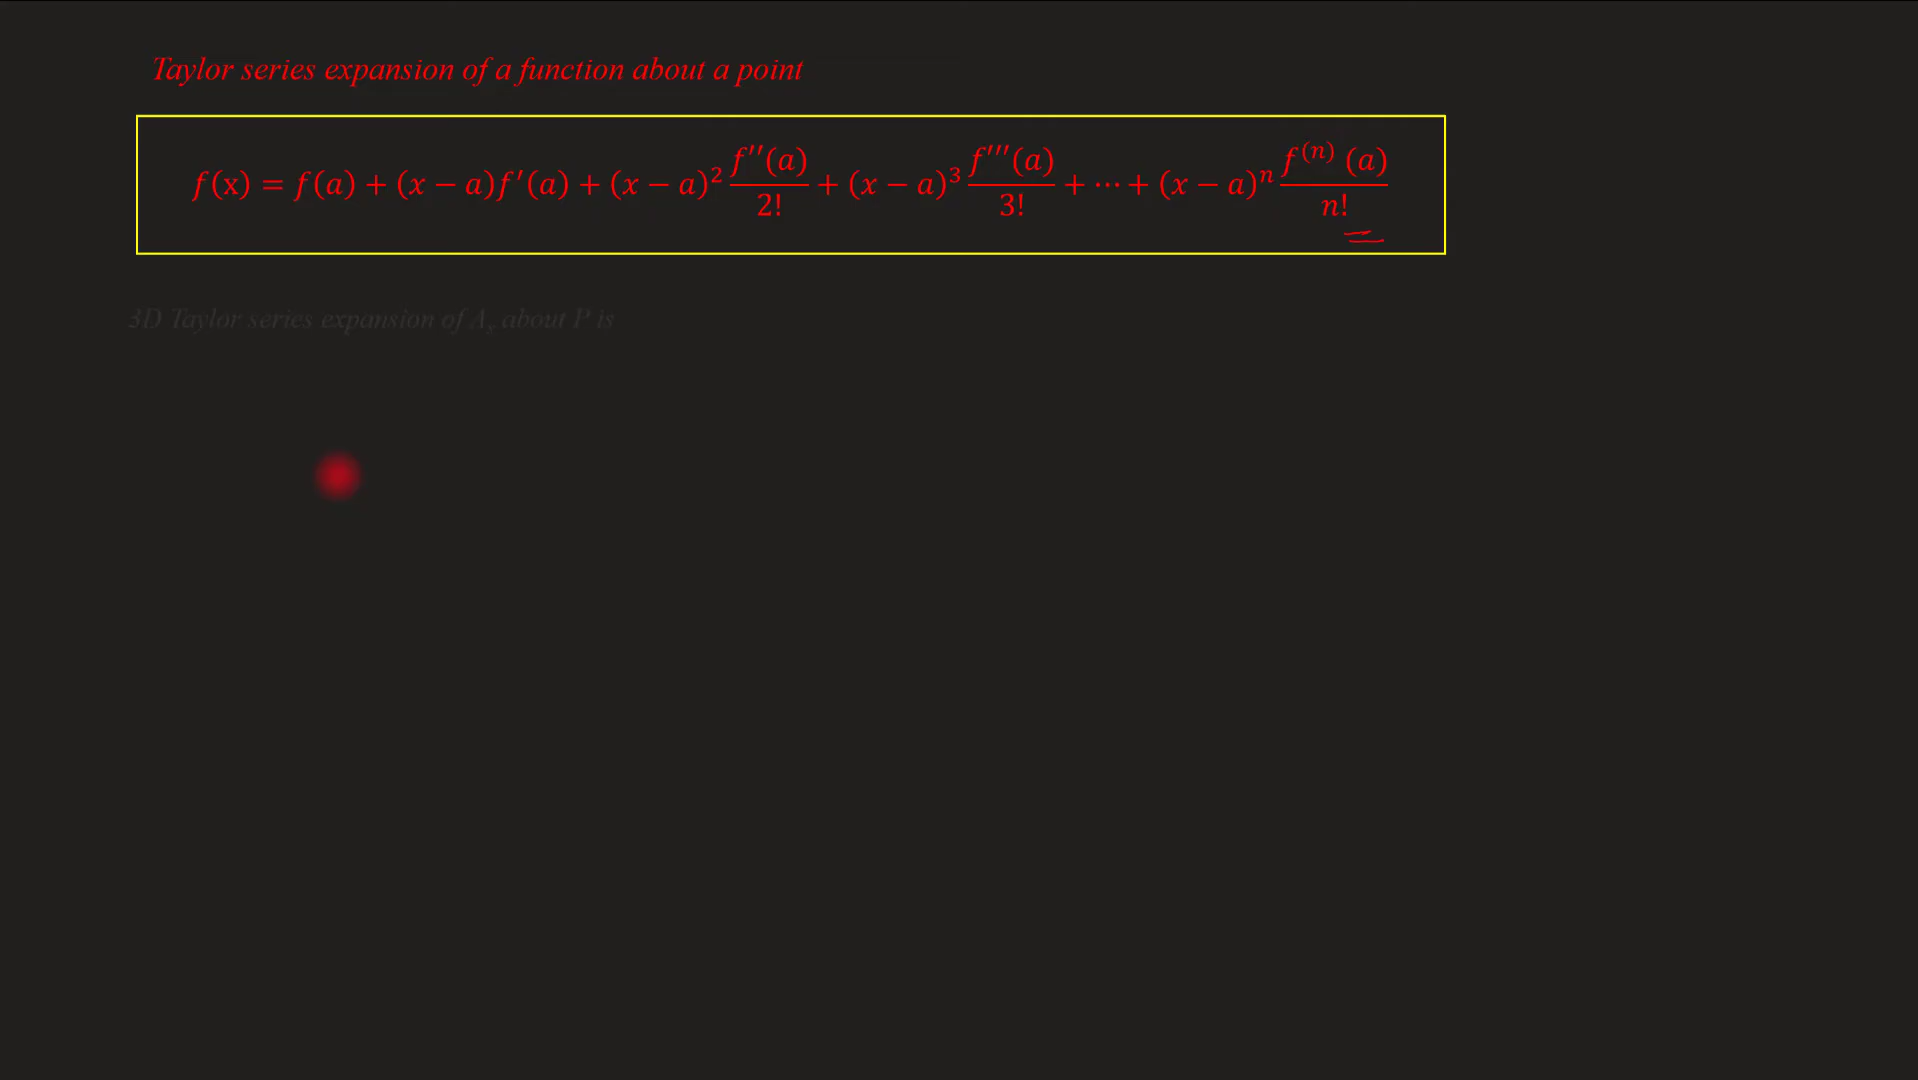 Taylor series expansion of a function about a point
f(x) = f(a) + (x − a)f′(a) + (x − a)² f′′(a)/2! + (x − a)³ f′′′(a)/3! + ⋯ + (x − a)ⁿ f⁽ⁿ⁾ (a)/n!
3D Taylor series expansion of Aₓ about P is